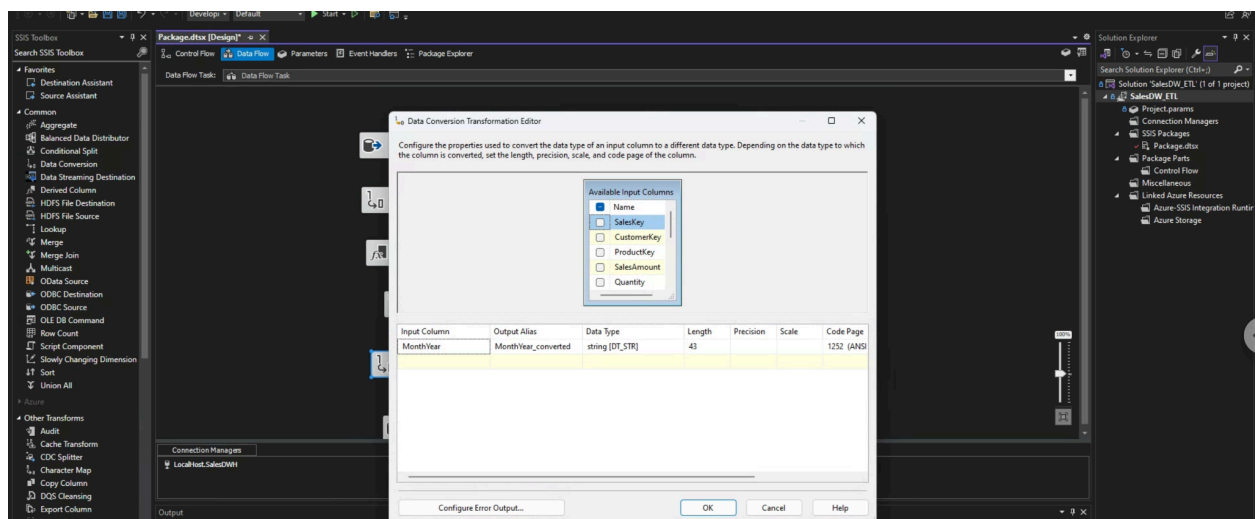 Develop Default Start
SSIS Toolbox
Search SSIS Toolbox
Favorites
Destination Assistant
Source Assistant
Common
Aggregate
Balanced Data Distributor
Conditional Split
Data Conversion
Data Streaming Destination
Derived Column
HDFS File Destination
HDFS File Source
Lookup
Merge
Merge Join
Multicast
OData Source
ODBC Destination
ODBC Source
OLE DB Command
Row Count
Script Component
Slowly Changing Dimension
Sort
Union All
Azure
Other Transforms
Audit
Cache Transform
CDC Splitter
Character Map
Copy Column
DQS Cleansing
Export Column
Package.dtsx [Design]*
Control Flow Data Flow Parameters Event Handlers Package Explorer
Data Flow Task: Data Flow Task
Data Conversion Transformation Editor
Configure the properties used to convert the data type of an input column to a different data type. Depending on the data type to which
the column is converted, set the length, precision, scale, and code page of the column.
Available Input Columns
Name
SalesKey
CustomerKey
ProductKey
SalesAmount
Quantity
Input Column Output Alias Data Type Length Precision Scale Code Page
MonthYear MonthYear_converted string [DT_STR] 43 1252 (ANSI
Configure Error Output... OK Cancel Help
100%
Connection Managers
LocalHost.SalesDWH
Output
Solution Explorer
Search Solution Explorer (Ctrl+;)
Solution 'SalesDW_ETL' (1 of 1 project)
SalesDW_ETL
Project.params
Connection Managers
SSIS Packages
Package.dtsx
Package Parts
Control Flow
Miscellaneous
Linked Azure Resources
Azure-SSIS Integration Runtir
Azure Storage